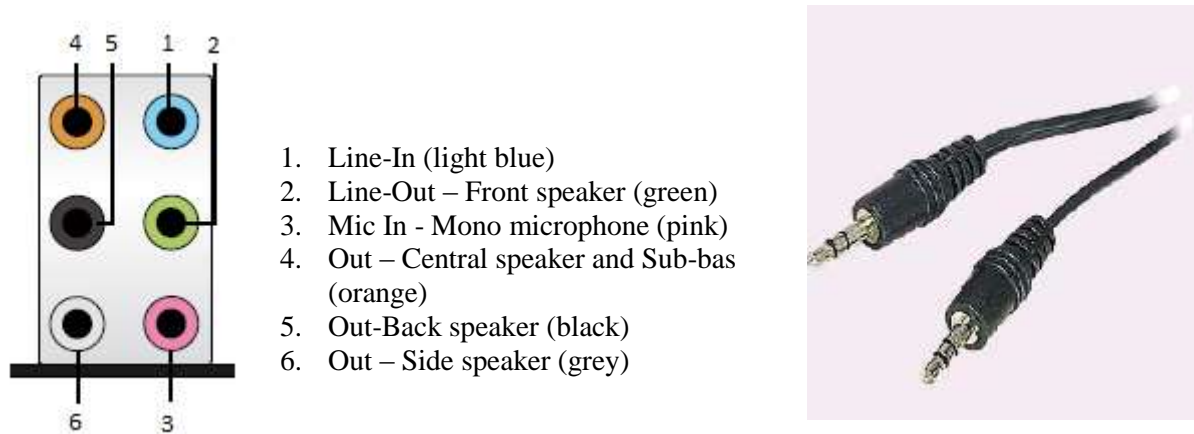 4 5 1 2
1. Line-In (light blue)
2. Line-Out – Front speaker (green)
3. Mic In - Mono microphone (pink)
4. Out – Central speaker and Sub-bas
(orange)
5. Out-Back speaker (black)
6. Out – Side speaker (grey)
6 3